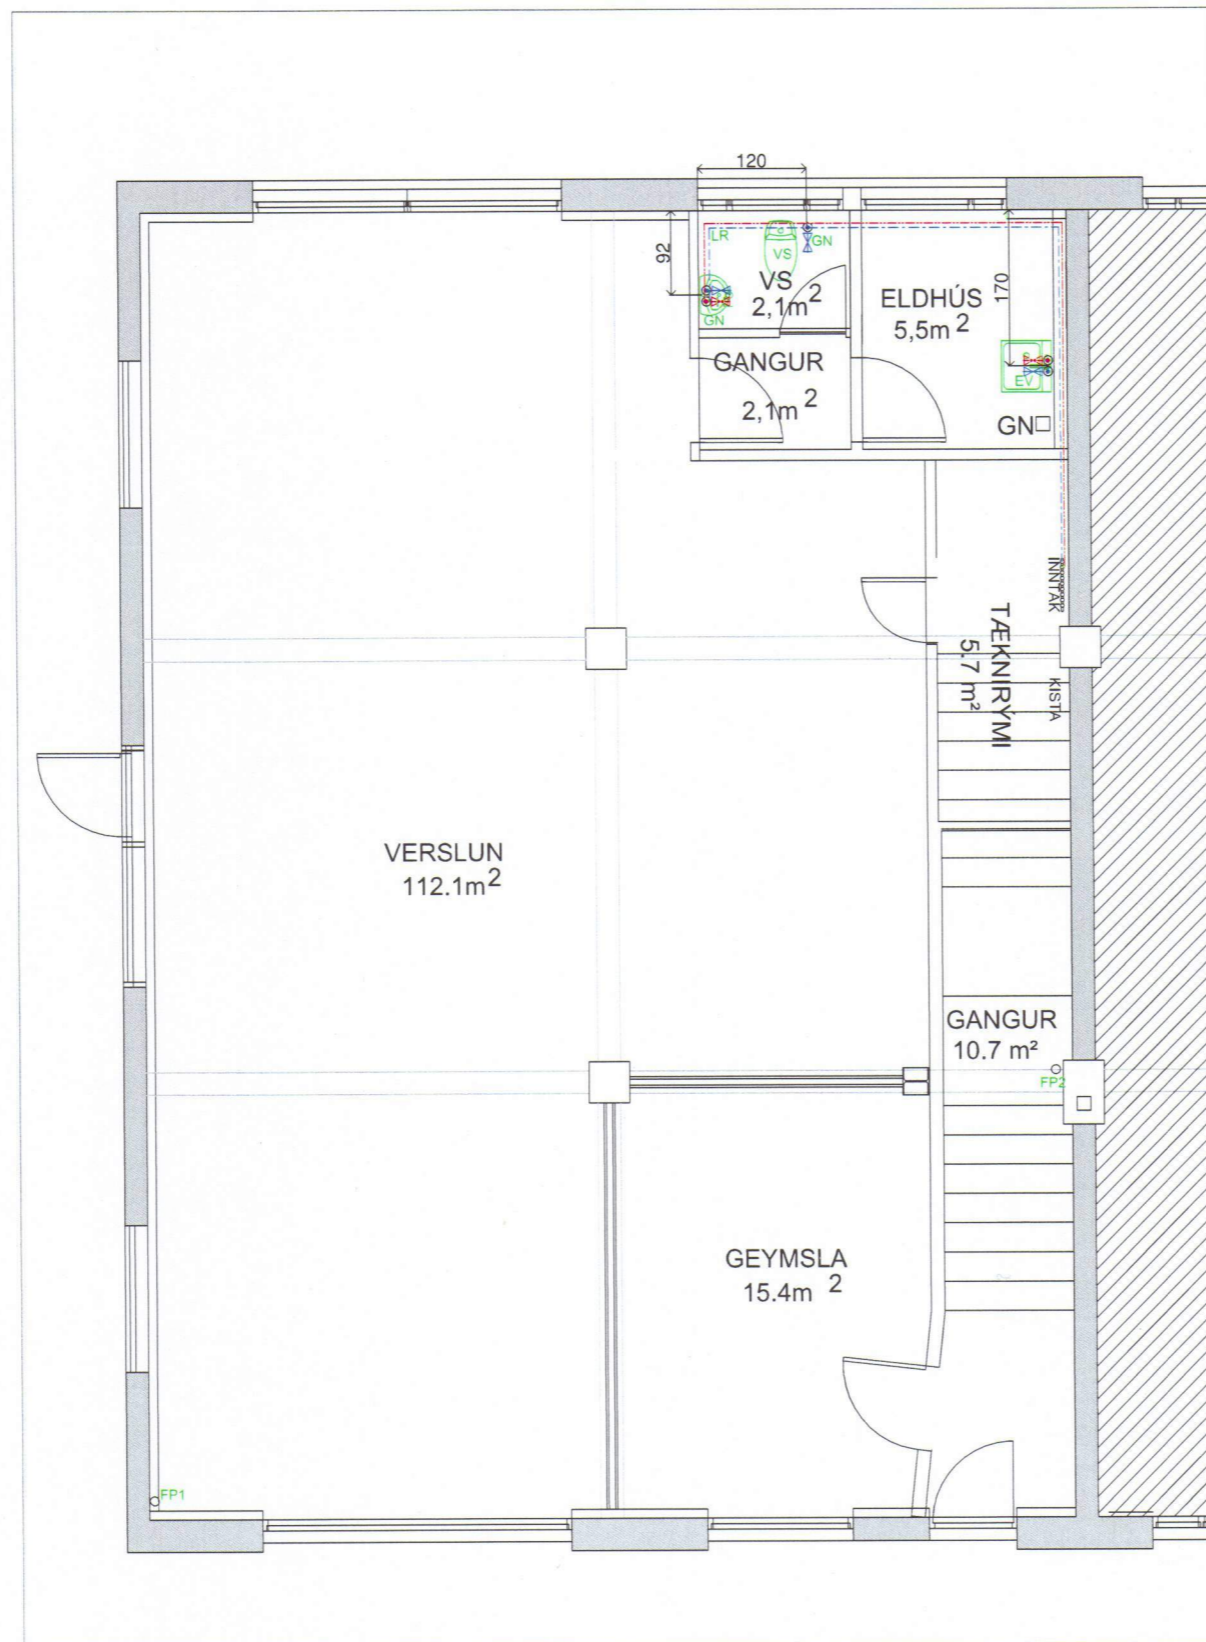 120
92
LR
GN
VS
VS
2,1m²
GN
ELDHÚS
5,5m²
170
EV
GN
GANGUR
2,1m²
INNTAK
TÆKNIRÝMI
5.7 m²
KISTA
VERSLUN
112.1m²
GANGUR
10.7 m²
FP2
GEYMSLA
15.4m²
FP1